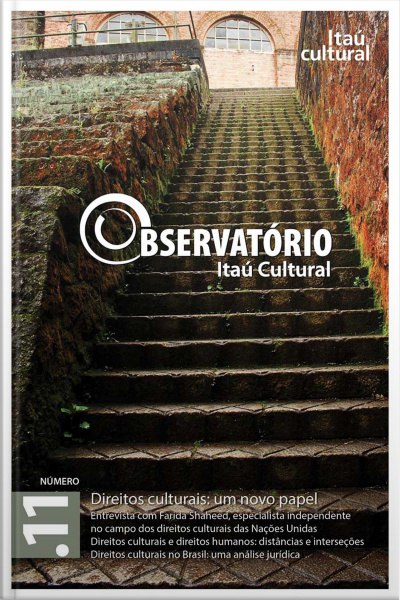 Itaú
cultural
OBSERVATÓRIO
Itaú Cultural
NÚMERO
.11
Direitos culturais: um novo papel
Entrevista com Farida Shaheed, especialista independente
no campo dos direitos culturais das Nações Unidas
Direitos culturais e direitos humanos: distâncias e interseções
Direitos culturais no Brasil: uma análise jurídica